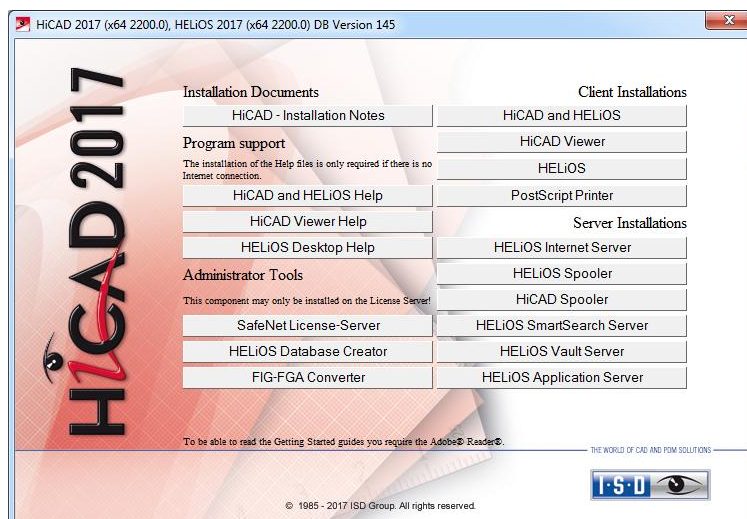 HiCAD 2017 (x64 2200.0), HELiOS 2017 (x64 2200.0) DB Version 145
HiCAD2017
Installation Documents
HiCAD - Installation Notes
Program support
The installation of the Help files is only required if there is no
Internet connection.
HiCAD and HELiOS Help
HiCAD Viewer Help
HELiOS Desktop Help
Administrator Tools
This component may only be installed on the License Server!
SafeNet License-Server
HELiOS Database Creator
FIG-FGA Converter
Client Installations
HiCAD and HELiOS
HiCAD Viewer
HELiOS
PostScript Printer
Server Installations
HELiOS Internet Server
HELiOS Spooler
HiCAD Spooler
HELiOS SmartSearch Server
HELiOS Vault Server
HELiOS Application Server
To be able to read the Getting Started guides you require the Adobe® Reader®.
THE WORLD OF CAD AND PDM SOLUTIONS
I·S·D
© 1985 - 2017 ISD Group. All rights reserved.